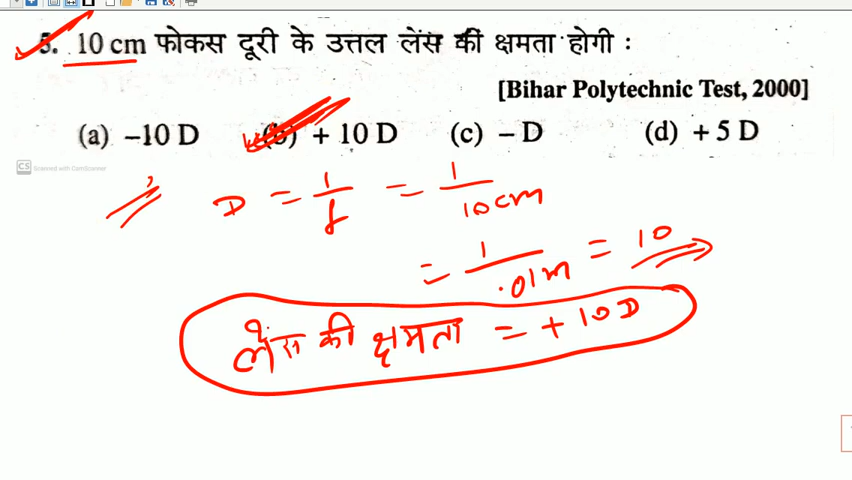 5. 10 cm फोकस दूरी के उत्तल लेंस की क्षमता होगी :
[Bihar Polytechnic Test, 2000]
(a) –10 D (b) + 10 D (c) – D (d) + 5 D
CS Scanned with CamScanner
D = 1/f = 1/10cm
= 1/.01m = 10
लेंस की क्षमता = +10D